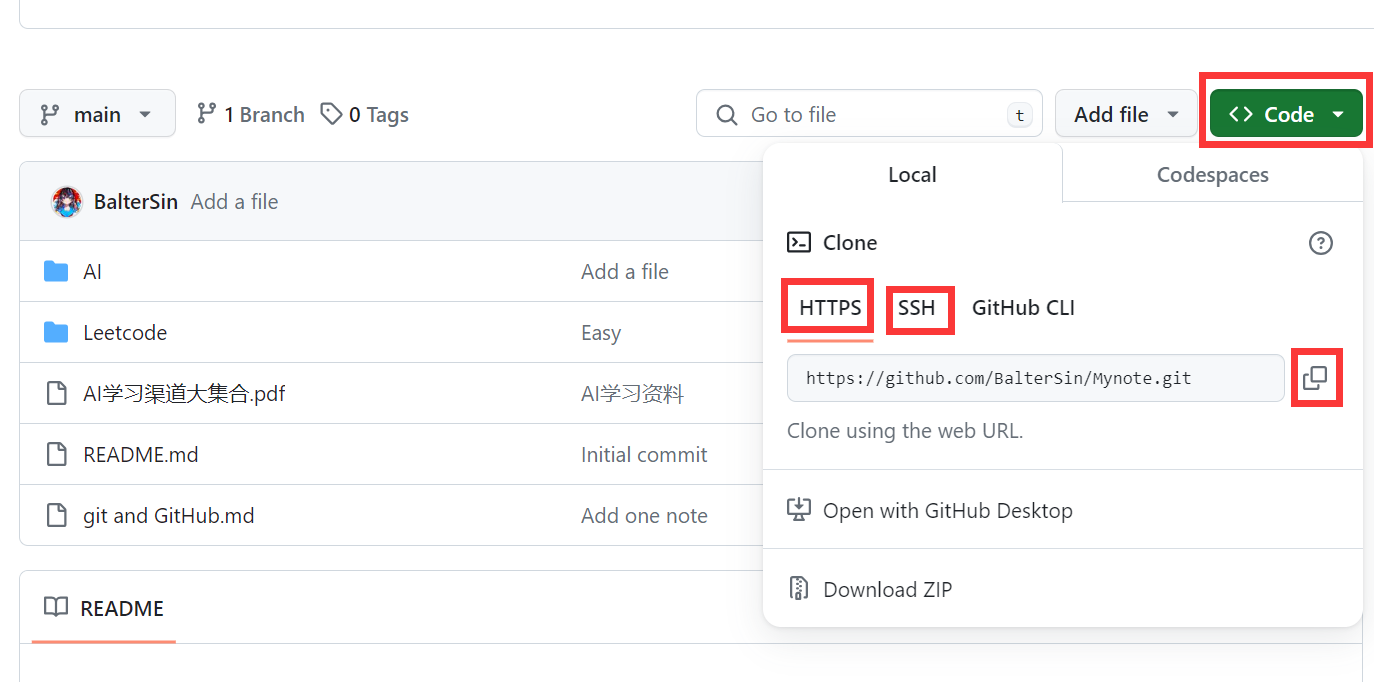 main 1 Branch 0 Tags Go to file t Add file Code
Local Codespaces
BalterSin Add a file
Clone
AI Add a file
HTTPS SSH GitHub CLI
Leetcode Easy
https://github.com/BalterSin/Mynote.git
AI学习渠道大集合.pdf AI学习资料
Clone using the web URL.
README.md Initial commit
git and GitHub.md Add one note
Open with GitHub Desktop
Download ZIP
README